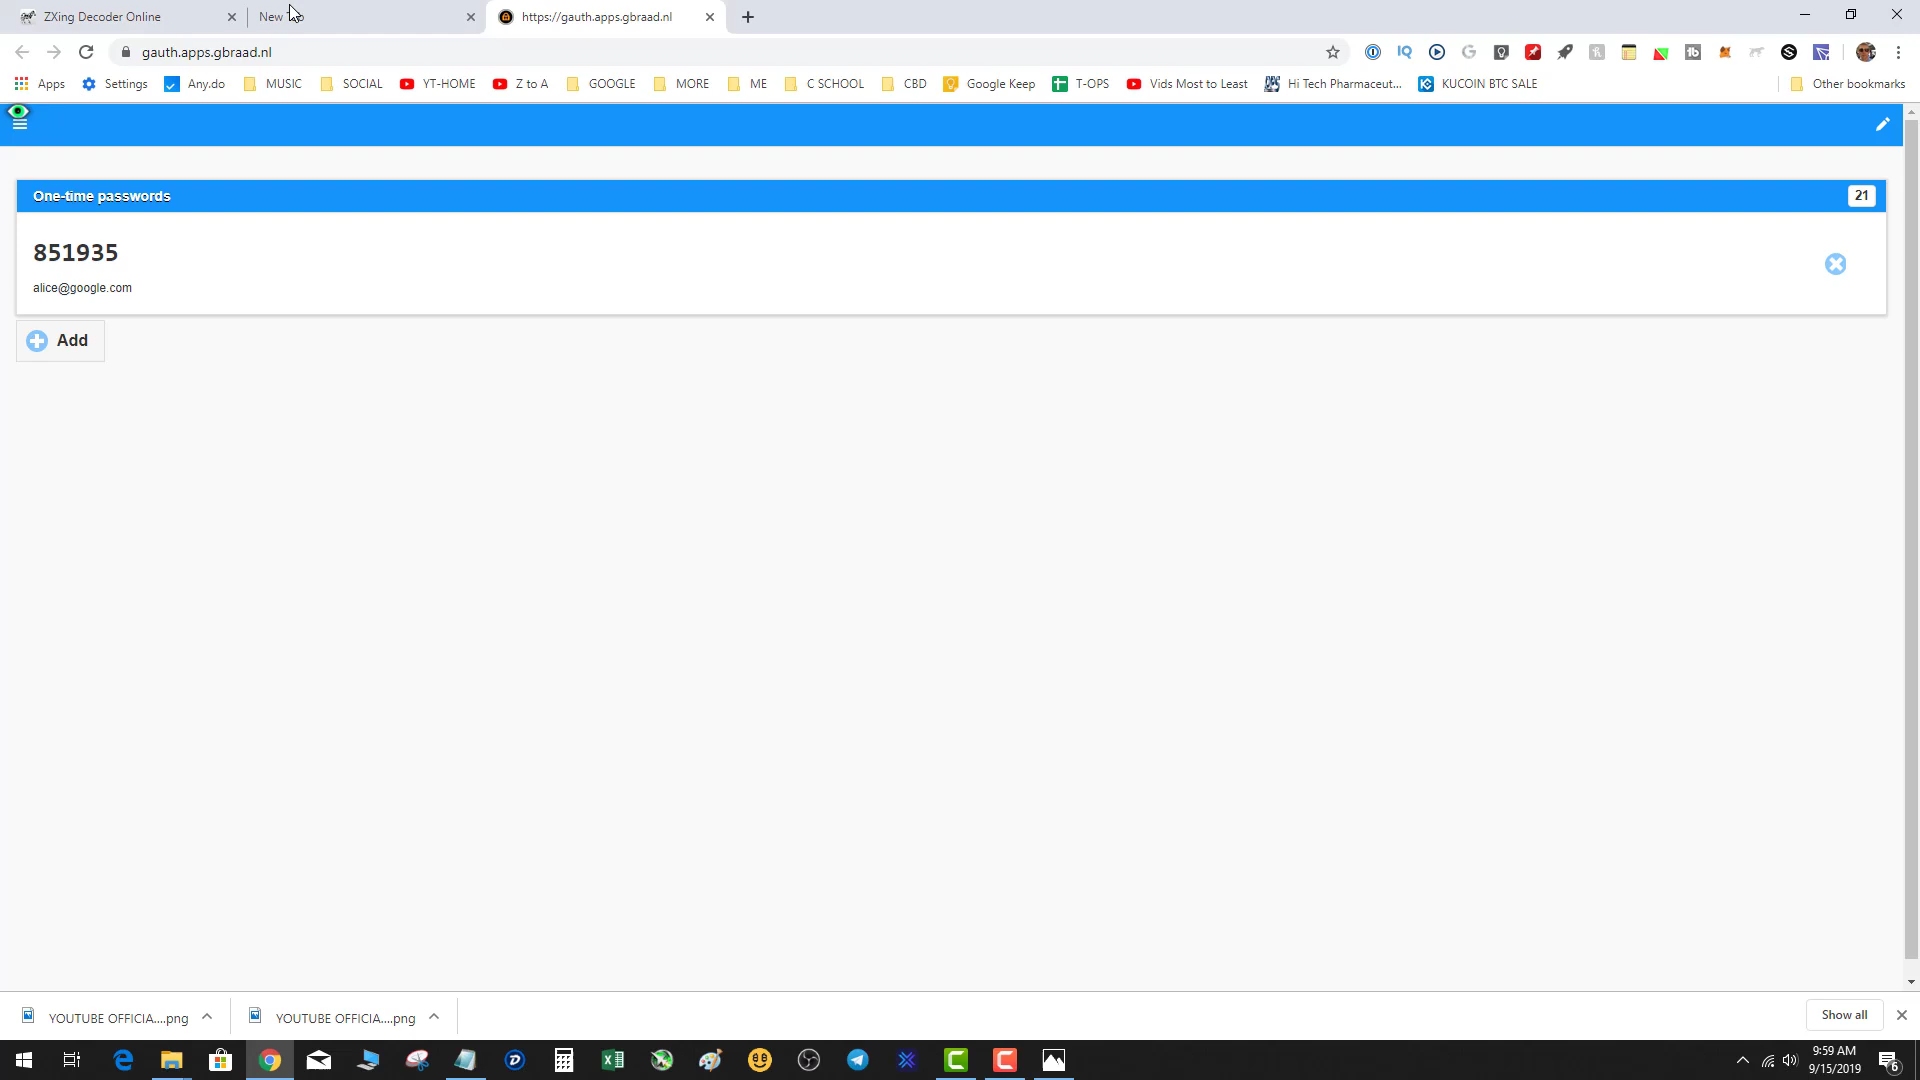 ZXing Decoder Online
New
https://gauth.apps.gbraad.nl
gauth.apps.gbraad.nl
Apps Settings Any.do MUSIC SOCIAL YT-HOME Z to A GOOGLE MORE ME C SCHOOL CBD Google Keep T-OPS Vids Most to Least Hi Tech Pharmaceut... KUCOIN BTC SALE Other bookmarks
One-time passwords 21
851935
alice@google.com
Add
YOUTUBE OFFICIA....png YOUTUBE OFFICIA....png Show all
9:59 AM
9/15/2019
6